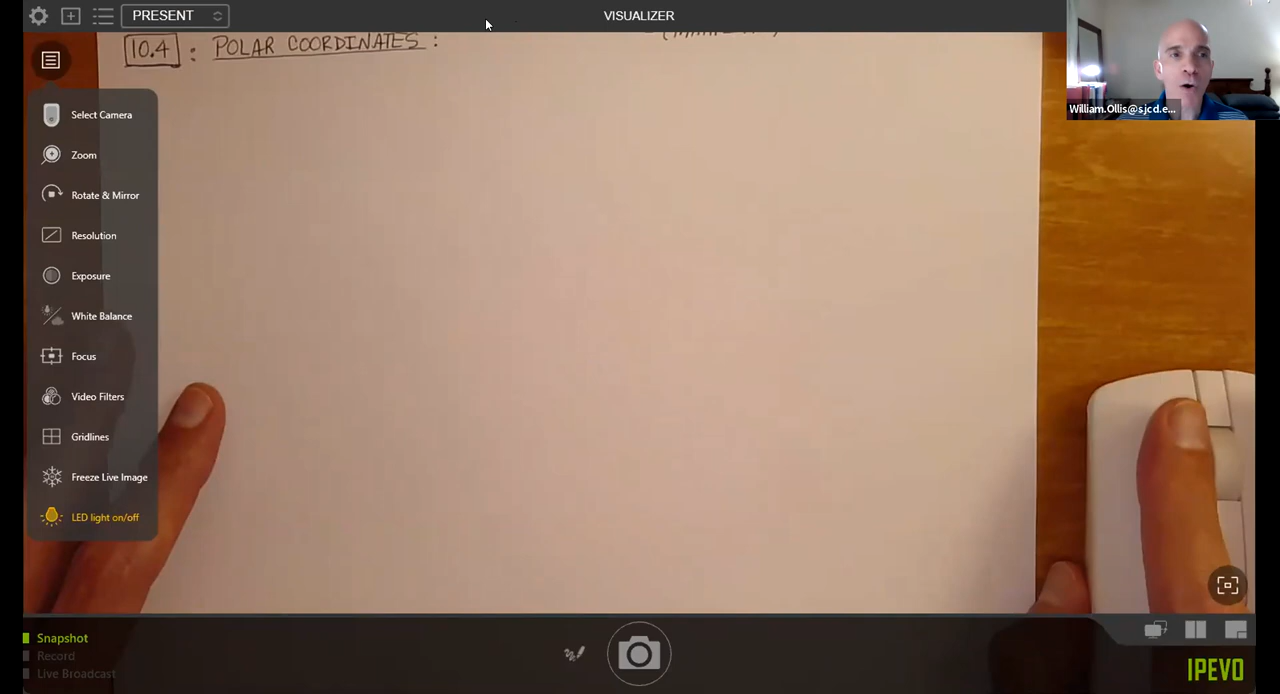 PRESENT
VISUALIZER
10.4 : POLAR COORDINATES :
William.Ollis@sjcd.e...
Select Camera
Zoom
Rotate & Mirror
Resolution
Exposure
White Balance
Focus
Video Filters
Gridlines
Freeze Live Image
LED light on/off
Snapshot
Record
Live Broadcast
IPEVO